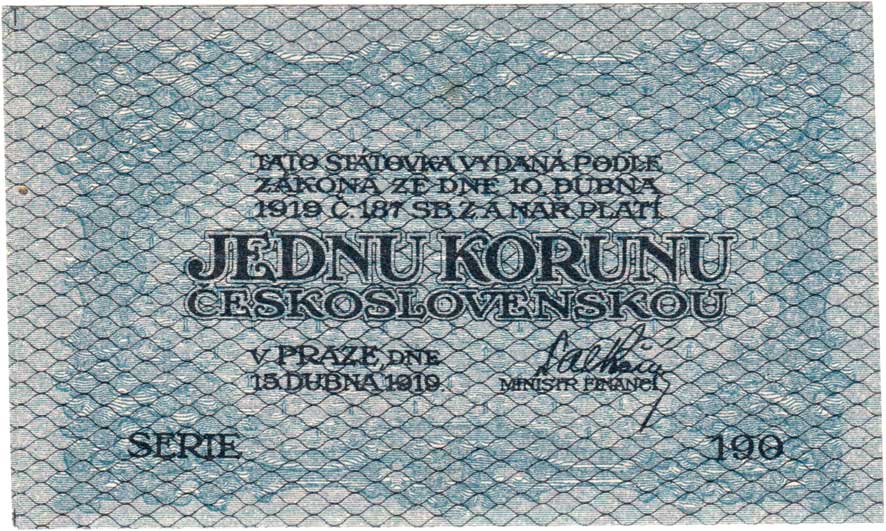 TATO STÁTOVKA VYDANÁ PODLE
ZÁKONA ZE DNE 10. DUBNA
1919 Č. 187 SB. Z. A NAŘ. PLATÍ
JEDNU KORUNU
ČESKOSLOVENSKOU
V PRAZE, DNE
15. DUBNA 1919.
MINISTR FINANCÍ
SERIE 190